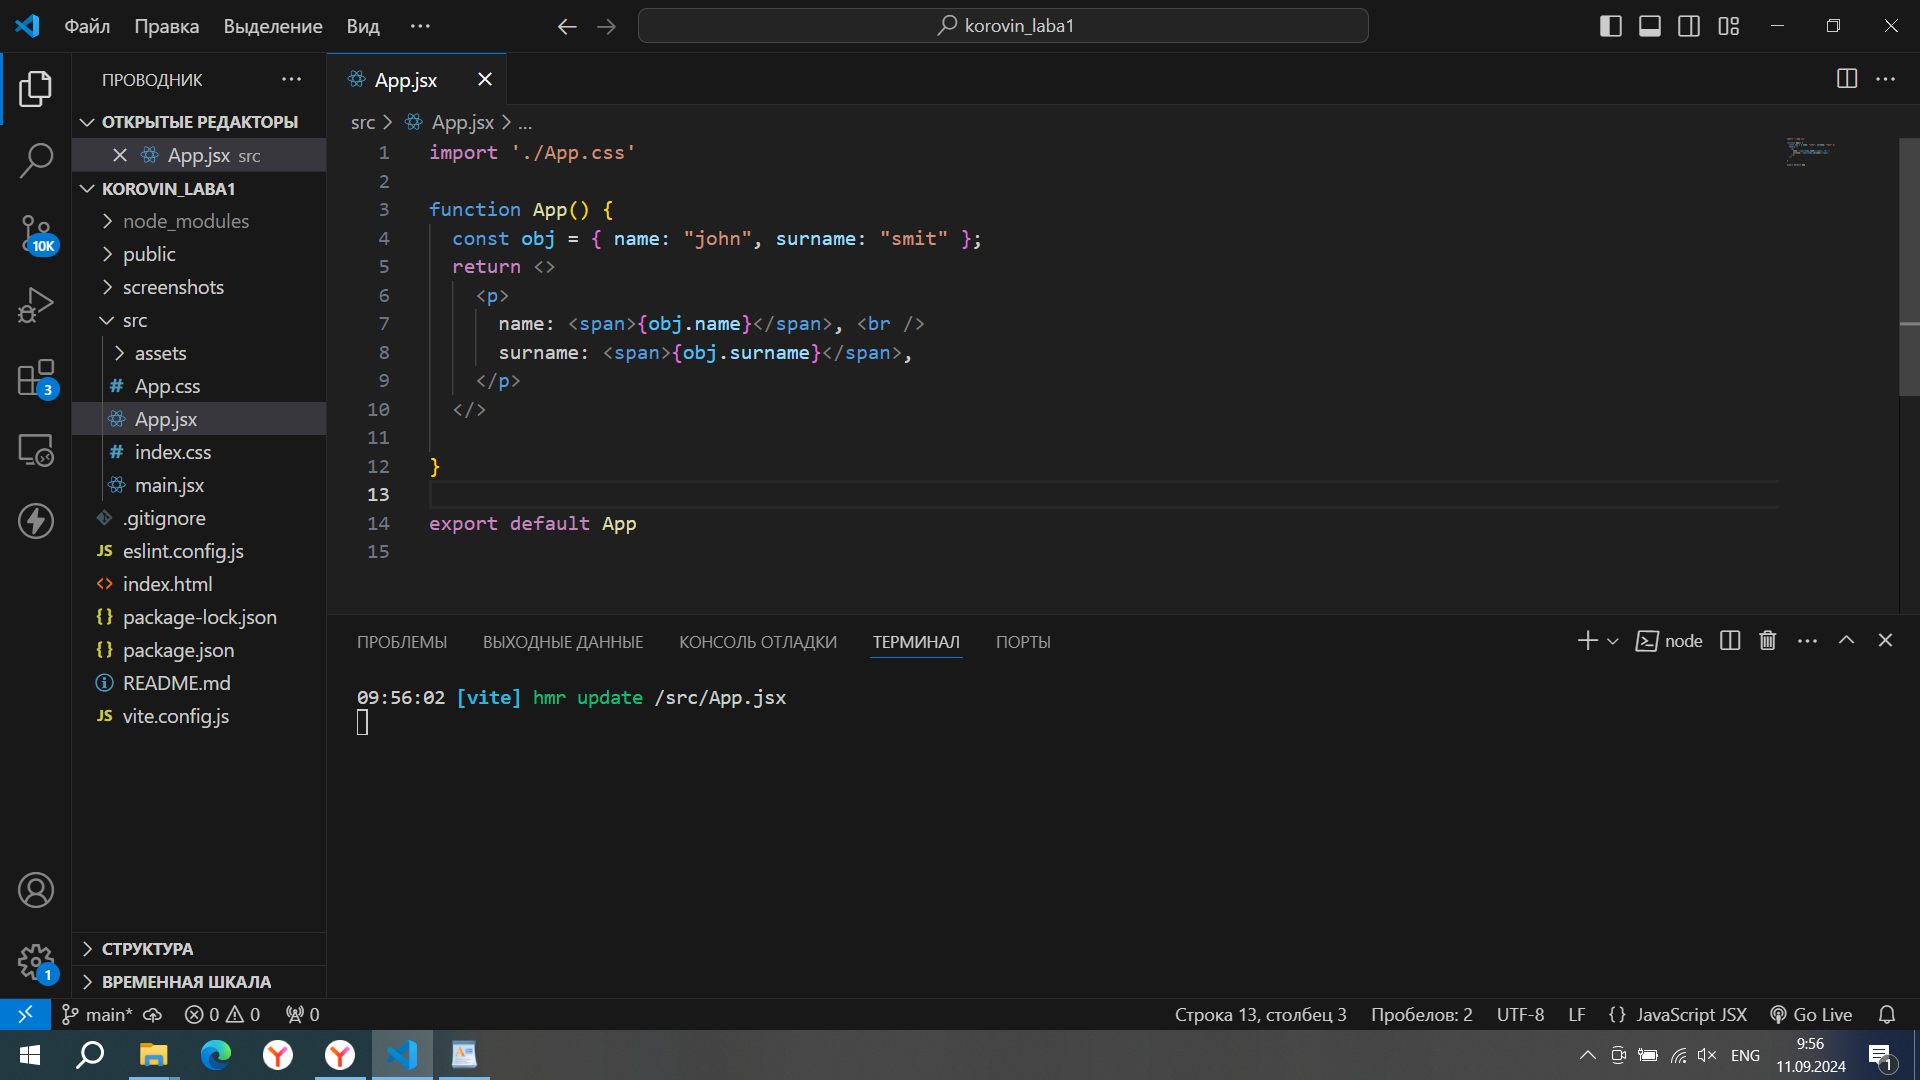 Файл Правка Выделение Вид ··· korovin_laba1
ПРОВОДНИК ···
ОТКРЫТЫЕ РЕДАКТОРЫ
App.jsx src
KOROVIN_LABA1
node_modules
public
screenshots
src
assets
# App.css
App.jsx
# index.css
main.jsx
.gitignore
JS eslint.config.js
<> index.html
{} package-lock.json
{} package.json
README.md
JS vite.config.js
СТРУКТУРА
ВРЕМЕННАЯ ШКАЛА
10K
3
1
App.jsx
src > App.jsx > ...
1 import './App.css'
2
3 function App() {
4 const obj = { name: "john", surname: "smit" };
5 return <>
6 <p>
7 name: <span>{obj.name}</span>, <br />
8 surname: <span>{obj.surname}</span>,
9 </p>
10 </>
11
12 }
13
14 export default App
15
ПРОБЛЕМЫ ВЫХОДНЫЕ ДАННЫЕ КОНСОЛЬ ОТЛАДКИ ТЕРМИНАЛ ПОРТЫ node
09:56:02 [vite] hmr update /src/App.jsx
main* 0 0 0 Строка 13, столбец 3 Пробелов: 2 UTF-8 LF {} JavaScript JSX Go Live
ENG 9:56
11.09.2024 1